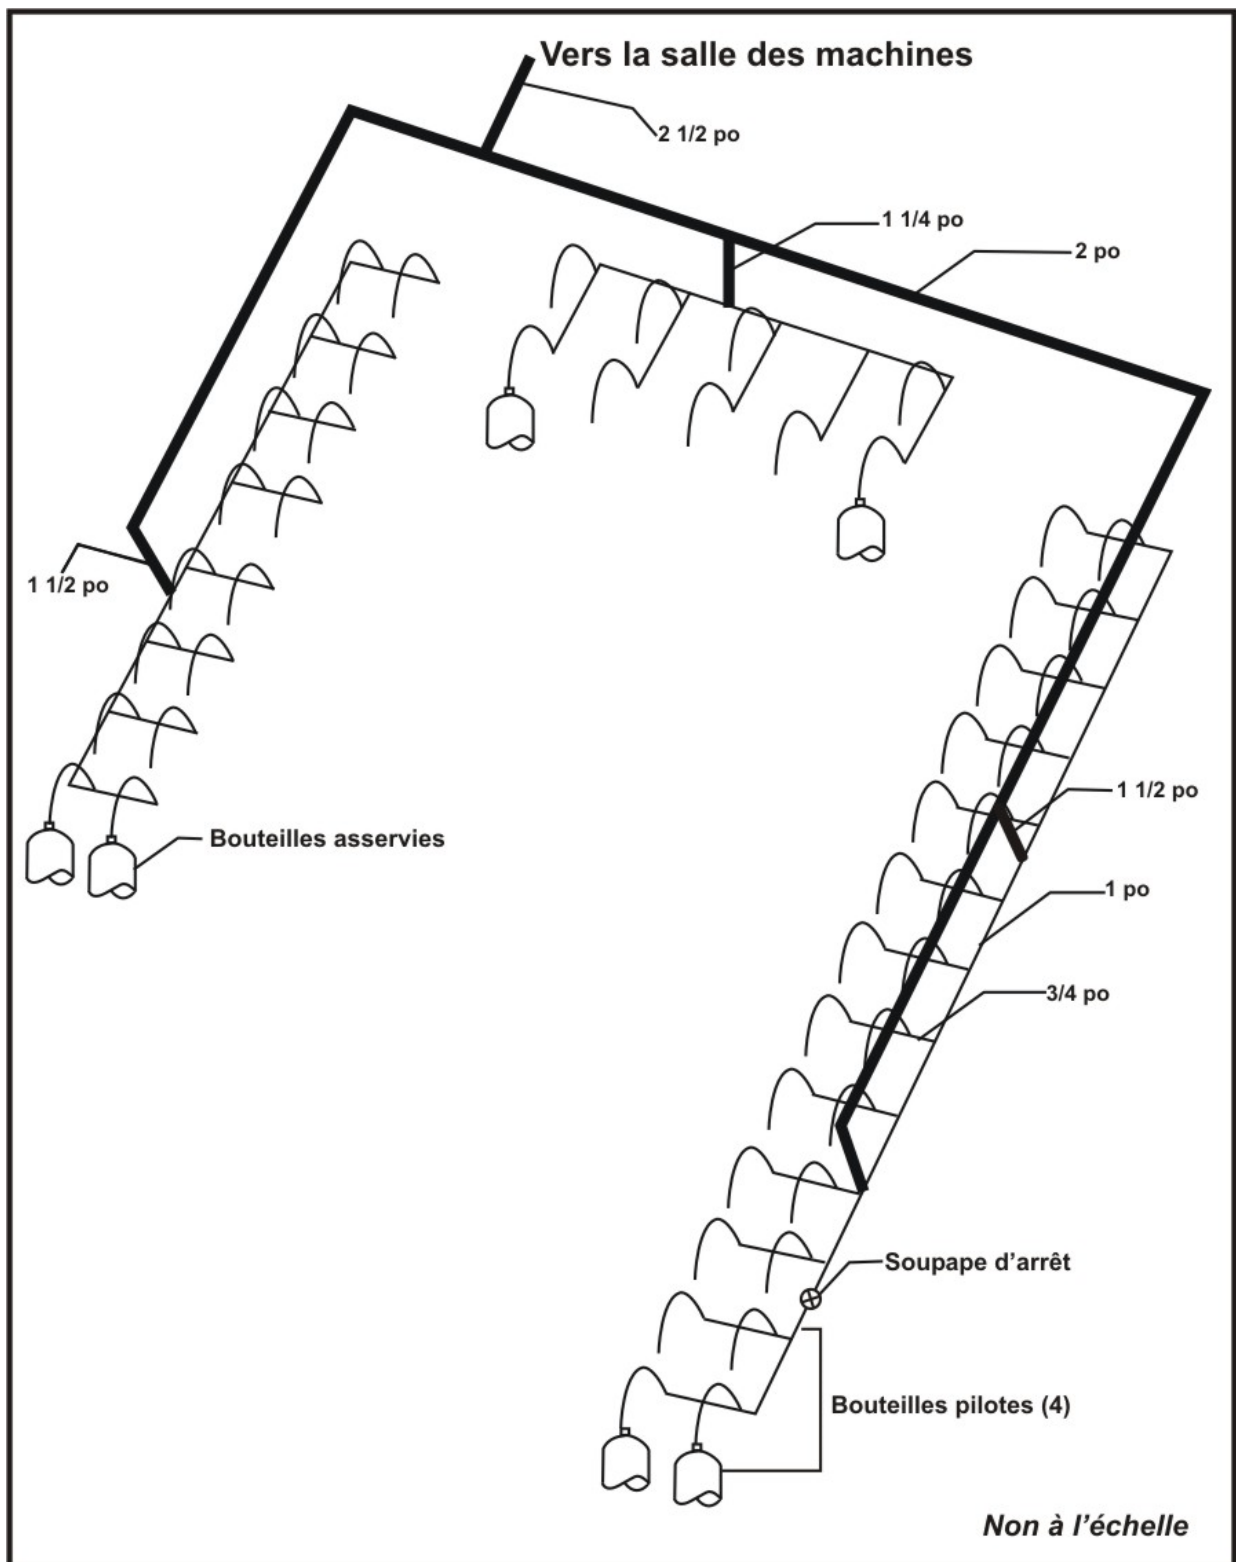 Vers la salle des machines
2 1/2 po
1 1/4 po
2 po
1 1/2 po
1 1/2 po
Bouteilles asservies
1 po
3/4 po
Soupape d’arrêt
Bouteilles pilotes (4)
Non à l’échelle